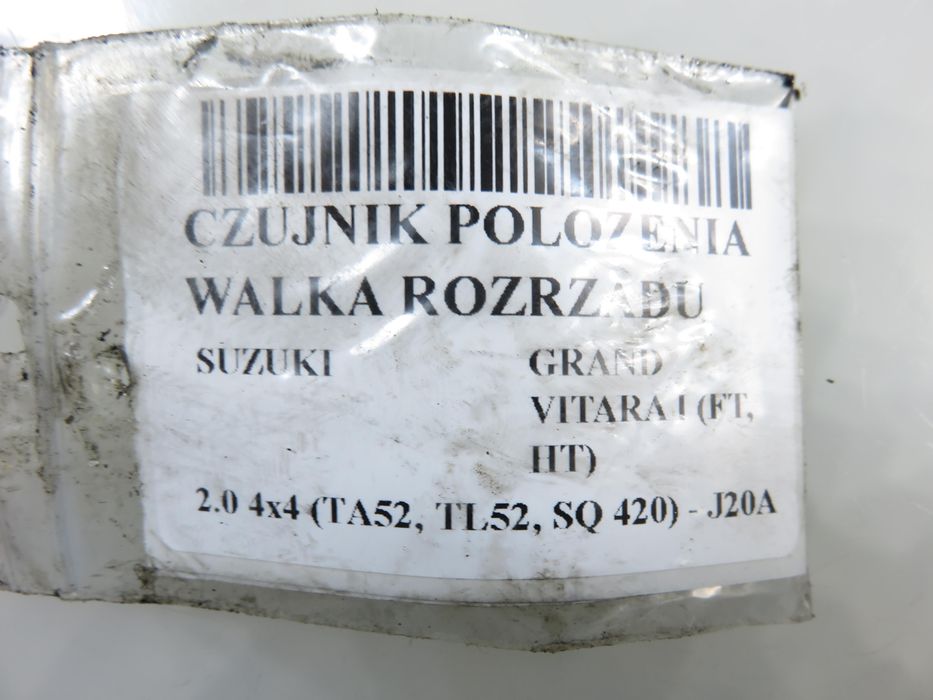 CZUJNIK POLOZENIA
WALKA ROZRZADU
SUZUKI
GRAND
VITARA I (FT,
HT)
2.0 4x4 (TA52, TL52, SQ 420) - J20A